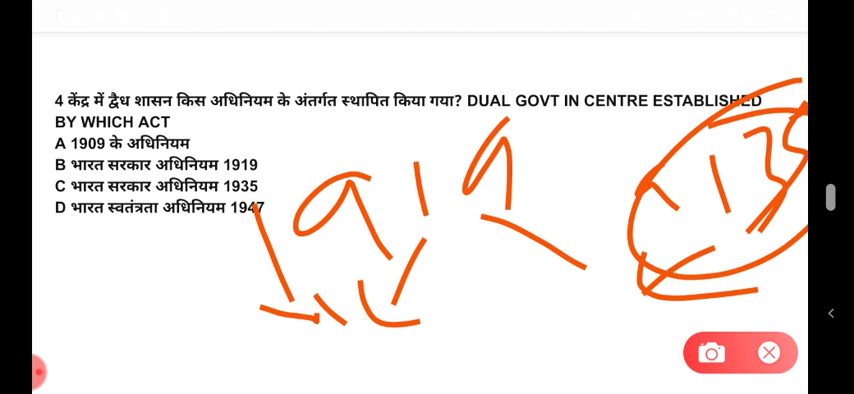 4 केंद्र में द्वैध शासन किस अधिनियम के अंतर्गत स्थापित किया गया? DUAL GOVT IN CENTRE ESTABLISHED
BY WHICH ACT
A 1909 के अधिनियम
B भारत सरकार अधिनियम 1919
C भारत सरकार अधिनियम 1935
D भारत स्वतंत्रता अधिनियम 1947
1919